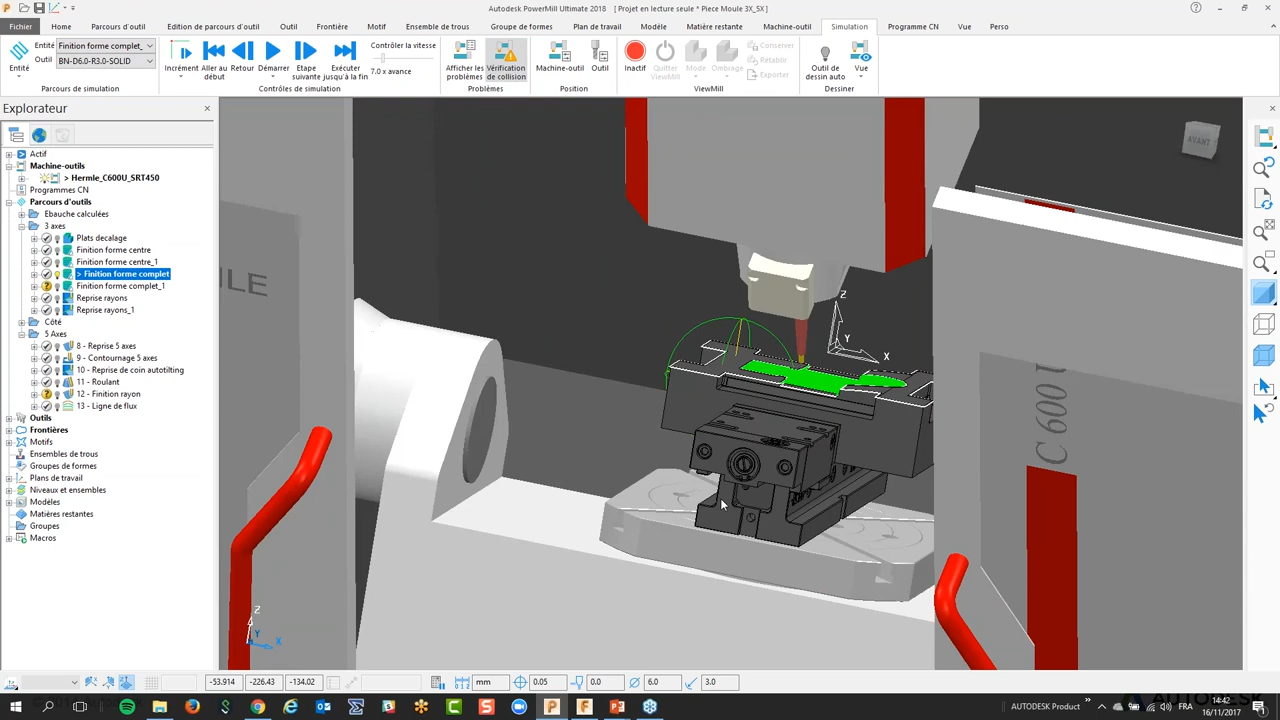 Autodesk PowerMill Ultimate 2018 [ Projet en lecture seule * Piece Moule 3X_5X ]
Fichier Home Parcours d'outil Edition de parcours d'outil Outil Frontière Motif Ensemble de tracés Groupe de formes Plan de travail Modèle Matière restante Machine-outil Simulation Programme CN Vue Perso
Entité Finition forme complet_
Outil BN-D6.0-R3.0-SOLID
Entité
Parcours de simulation
Incrément
Aller au début
Retour
Démarrer
Etape suivante
Exécuter jusqu'à la fin
Contrôler la vitesse
7.0 x avance
Contrôles de simulation
Afficher les problèmes
Vérification de collision
Problèmes
Machine-outil
Outil
Position
Inactif
Quitter ViewMill
Mode
Ombrage
Conserver
Rétablir
Exporter
ViewMill
Outil de dessin auto
Vue
Dessiner
Explorateur
Actif
Machine-outils
> Hermle_C600U_SRT450
Programmes CN
Parcours d'outils
Ebauche calculées
3 axes
Plats decalage
Finition forme centre
Finition forme centre_1
> Finition forme complet
Finition forme complet_1
Reprise rayons
Reprise rayons_1
Côté
5 Axes
8 - Reprise 5 axes
9 - Contournage 5 axes
10 - Reprise de coin autotilting
11 - Roulant
12 - Finition rayon
13 - Ligne de flux
Outils
Frontières
Motifs
Ensembles de trous
Groupes de formes
Plans de travail
Niveaux et ensembles
Modèles
Matières restantes
Groupes
Macros
AVANT
Z
Y
X
C 600 U
Z
Y
X
-53.914 -226.43 -134.02 mm 0.05 0.0 6.0 3.0
AUTODESK Product
FRA
14:42
16/11/2017